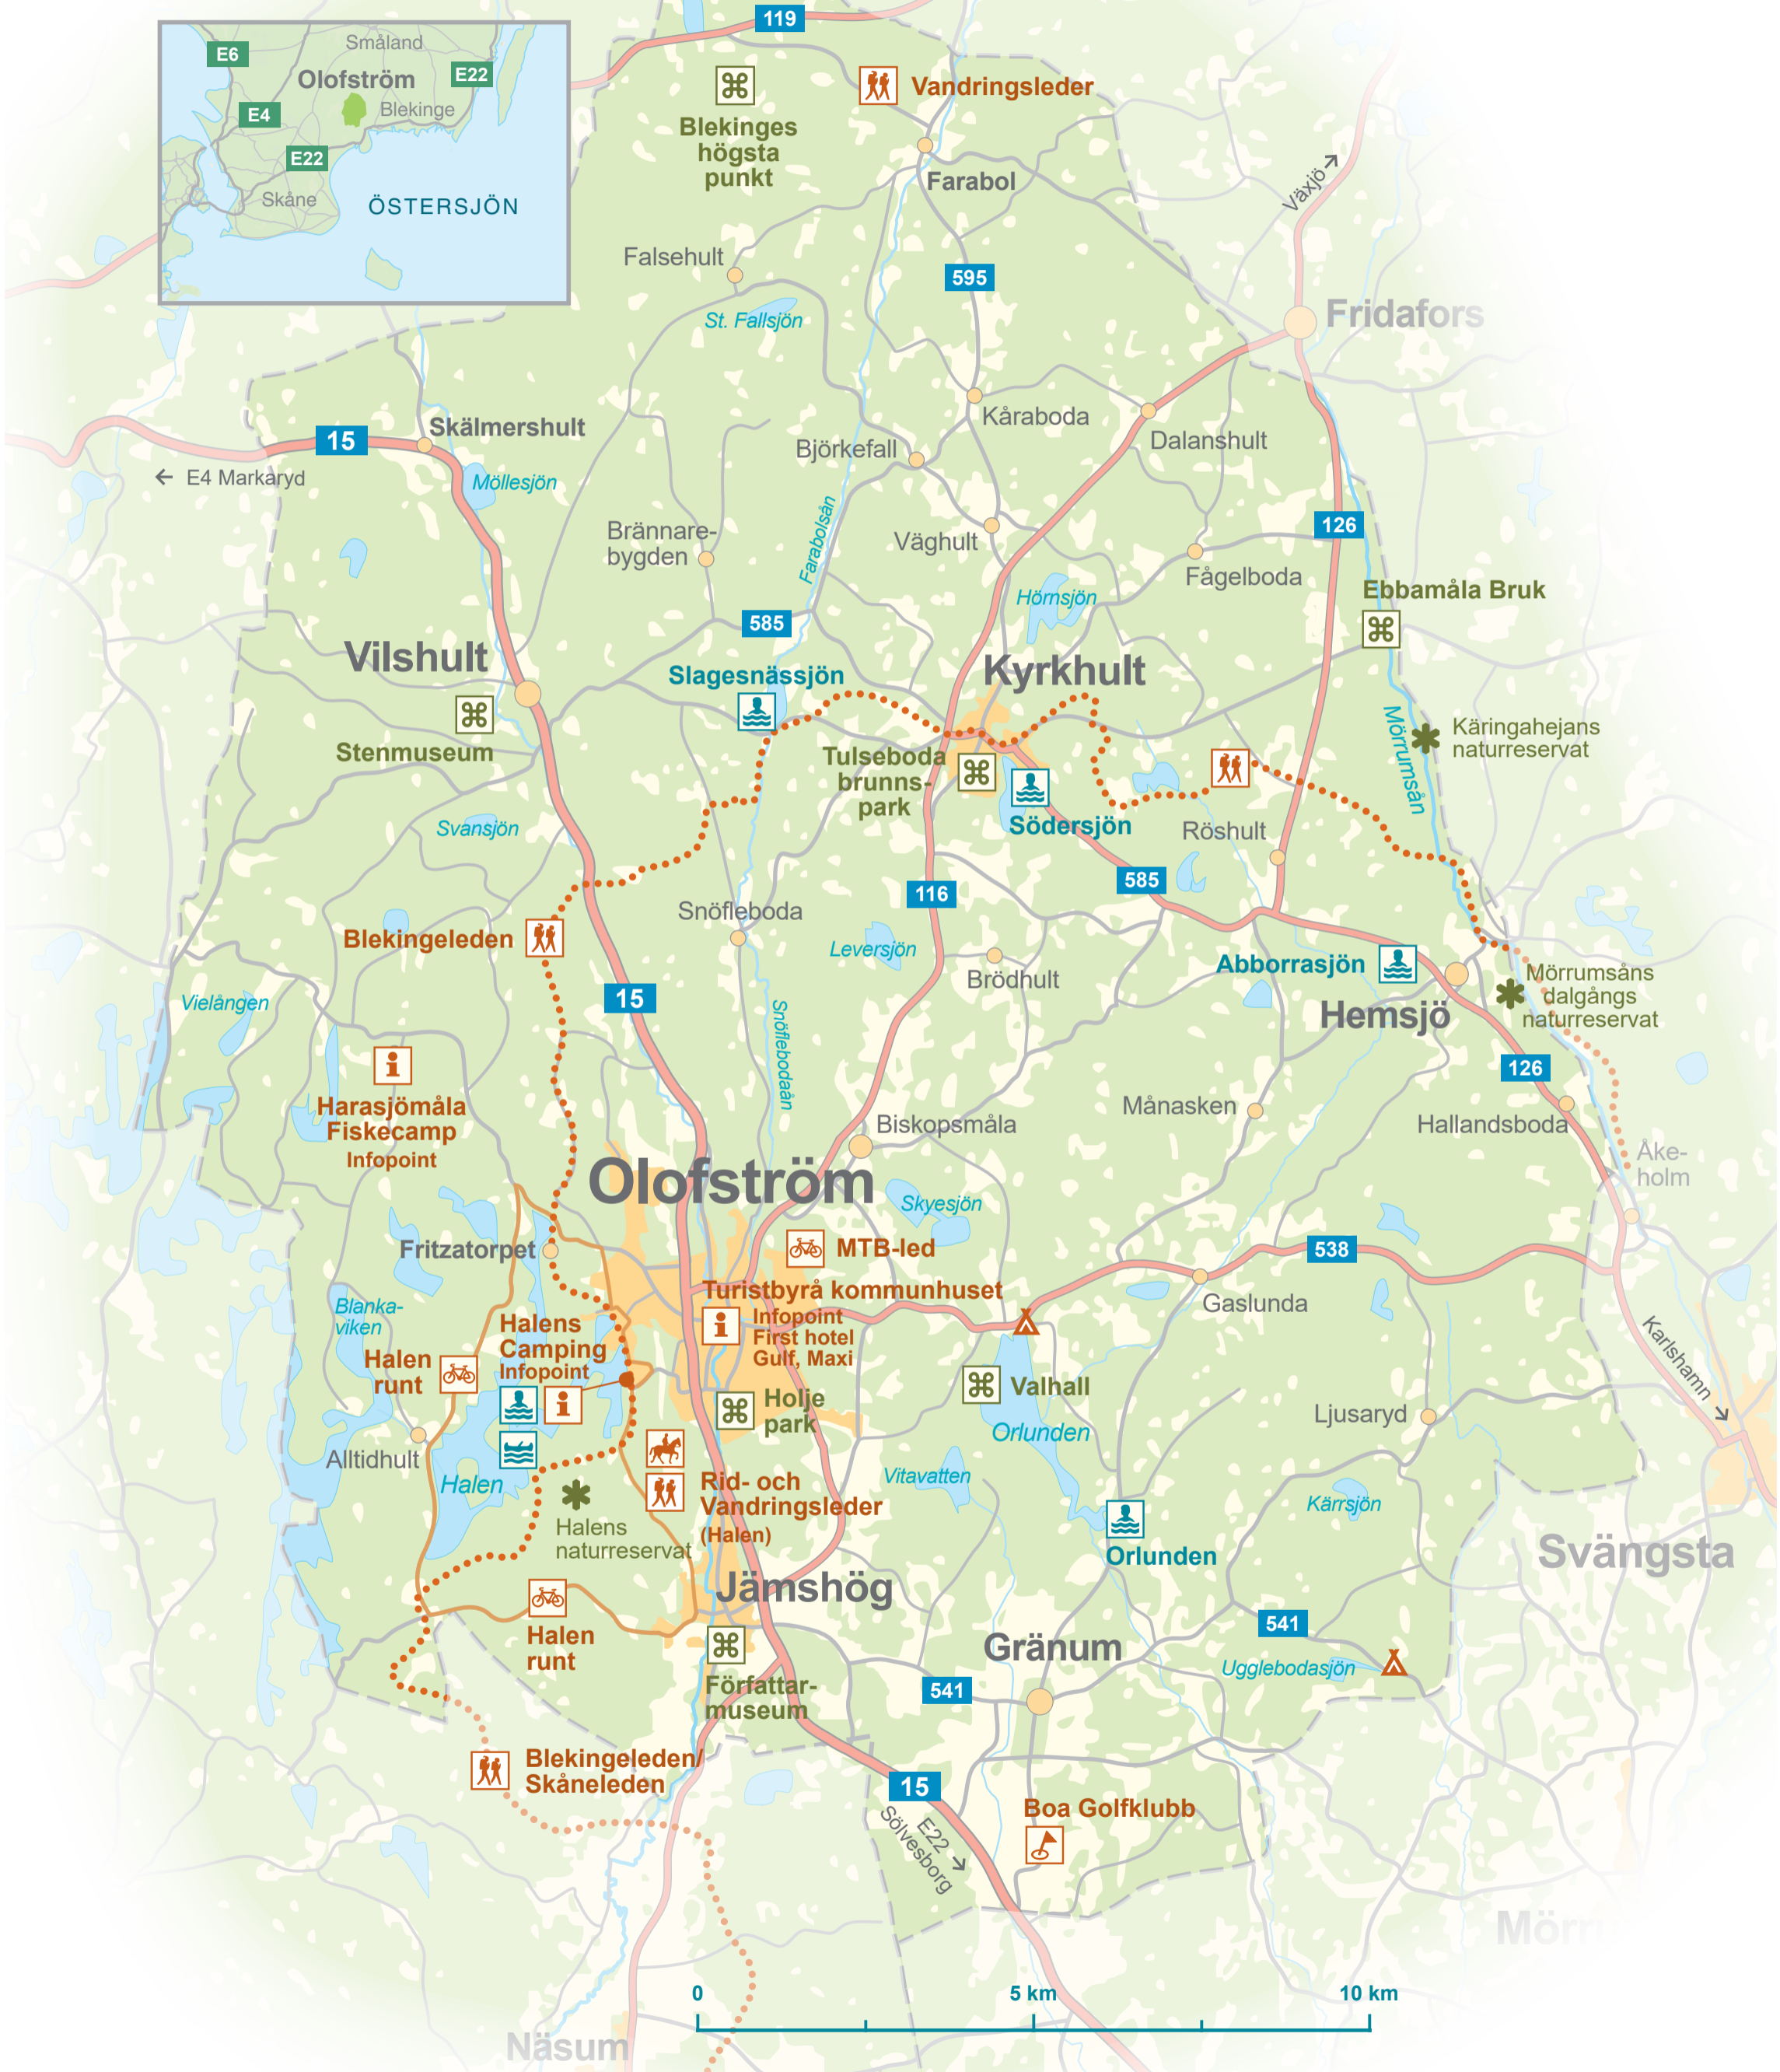 119
E6
Småland
Olofström
E22
E4
Blekinge
E22
Skåne
ÖSTERSJÖN
Blekinges
högsta
punkt
Vandringsleder
Farabol
Växjö
Falsehult
595
St. Fallsjön
Fridafors
15
Skälmershult
E4 Markaryd
Möllesjön
Kåraboda
Björkefall
Dalanshult
Brännare-
bygden
Farabolsån
Väghult
126
Fågelboda
Hörnsjön
Ebbamåla Bruk
585
Vilshult
Slagesnässjön
Kyrkhult
Stenmuseum
Tulseboda
brunns-
park
Mörrumsån
Käringahejans
naturreservat
Svansjön
Södersjön
Röshult
585
116
Snöfleboda
Blekingeleden
Leversjön
Brödhult
Abborrasjön
Vielången
15
Snöflebodaån
Hemsjö
Mörrumsåns
dalgångs
naturreservat
126
Harasjömåla
Fiskecamp
Infopoint
Biskopsmåla
Månasken
Hallandsboda
Åke-
holm
Olofström
Skyesjön
Fritzatorpet
MTB-led
538
Turistbyrå kommunhuset
Infopoint
First hotel
Gulf, Maxi
Gaslunda
Blanka-
viken
Halens
Camping
Infopoint
Halen
runt
Karlshamn
Valhall
Holje
park
Ljusaryd
Orlunden
Alltidhult
Halen
Vitavatten
Rid- och
Vandringsleder
(Halen)
Kärrsjön
Halens
naturreservat
Orlunden
Svängsta
Jämshög
Halen
runt
541
Gränum
Ugglebodasjön
Författar-
museum
541
Blekingeleden/
Skåneleden
15
E22
Sölvesborg
Boa Golfklubb
0
5 km
10 km
Näsum